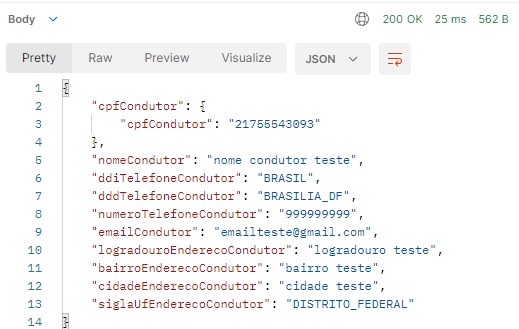 Body 200 OK 25 ms 562 B
Pretty Raw Preview Visualize JSON
1 {
2 "cpfCondutor": {
3 "cpfCondutor": "21755543093"
4 },
5 "nomeCondutor": "nome condutor teste",
6 "ddiTelefoneCondutor": "BRASIL",
7 "dddTelefoneCondutor": "BRASILIA_DF",
8 "numeroTelefoneCondutor": "999999999",
9 "emailCondutor": "emailteste@gmail.com",
10 "logradouroEnderecoCondutor": "logradouro teste",
11 "bairroEnderecoCondutor": "bairro teste",
12 "cidadeEnderecoCondutor": "cidade teste",
13 "siglaUfEnderecoCondutor": "DISTRITO_FEDERAL"
14 }